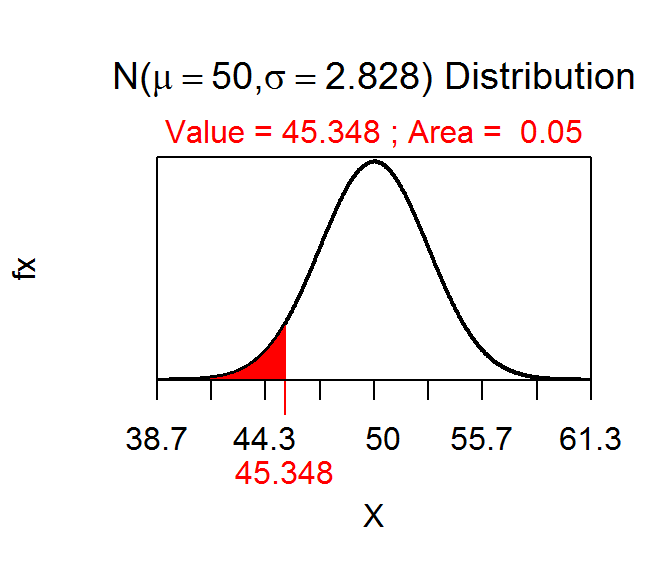 N(μ = 50,σ = 2.828) Distribution
Value = 45.348 ; Area =  0.05
fx
38.7 44.3 50 55.7 61.3
45.348
X